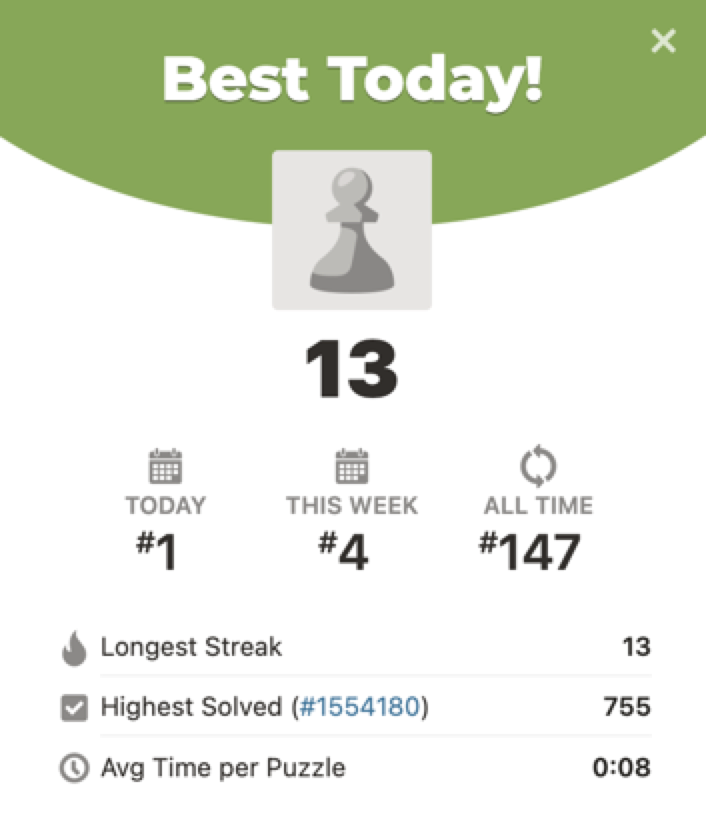 Best Today!
13
TODAY THIS WEEK ALL TIME
#1 #4 #147
Longest Streak 13
Highest Solved (#1554180) 755
Avg Time per Puzzle 0:08